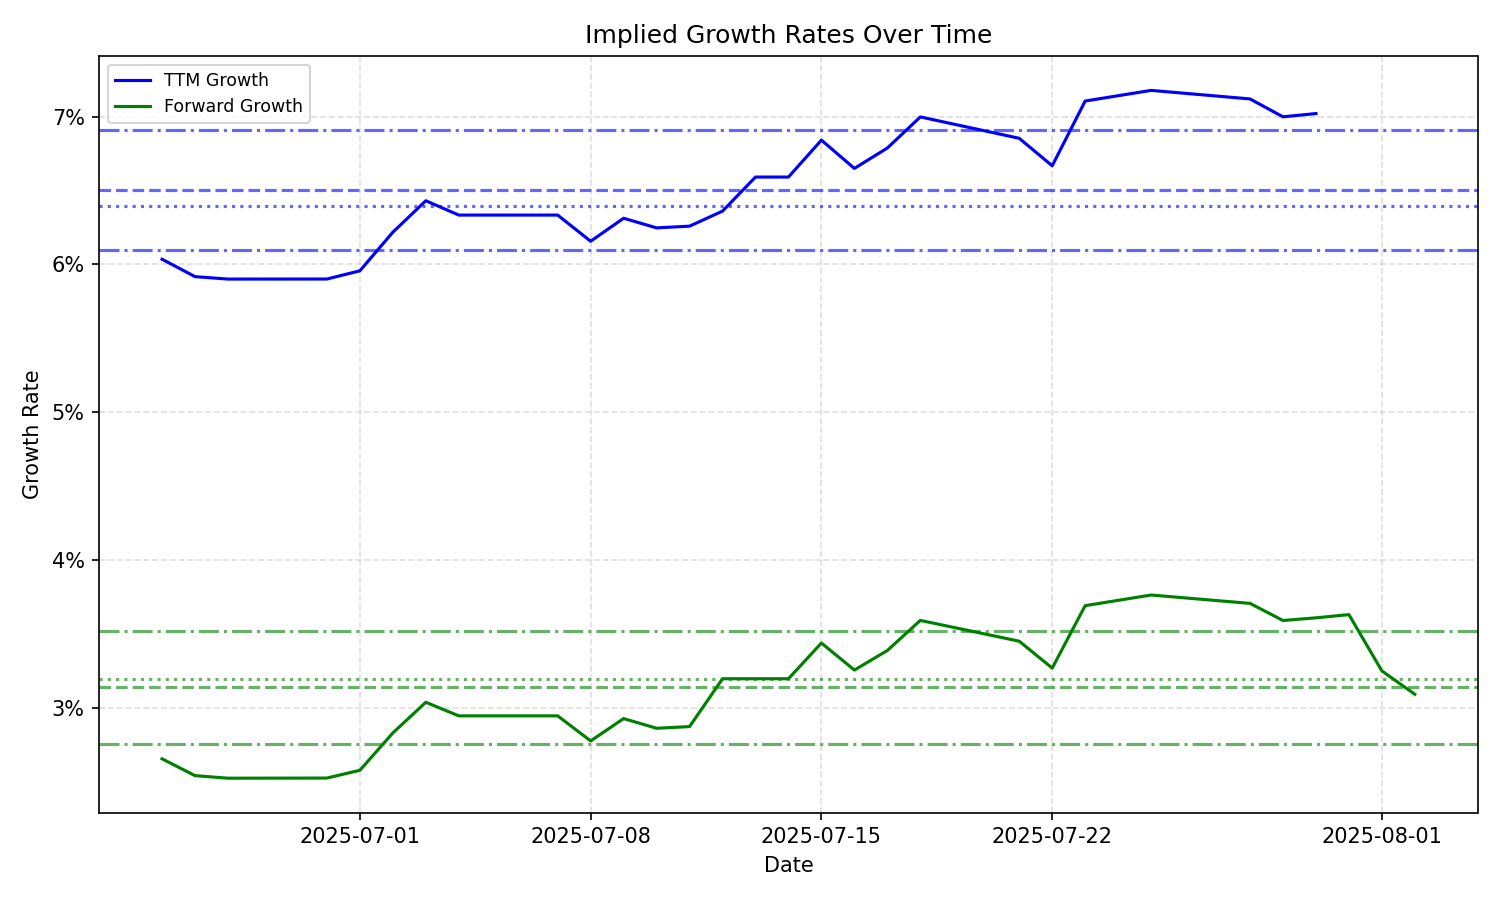 Implied Growth Rates Over Time
TTM Growth
Forward Growth
7%
6%
5%
4%
3%
Growth Rate
2025-07-01
2025-07-08
2025-07-15
2025-07-22
2025-08-01
Date